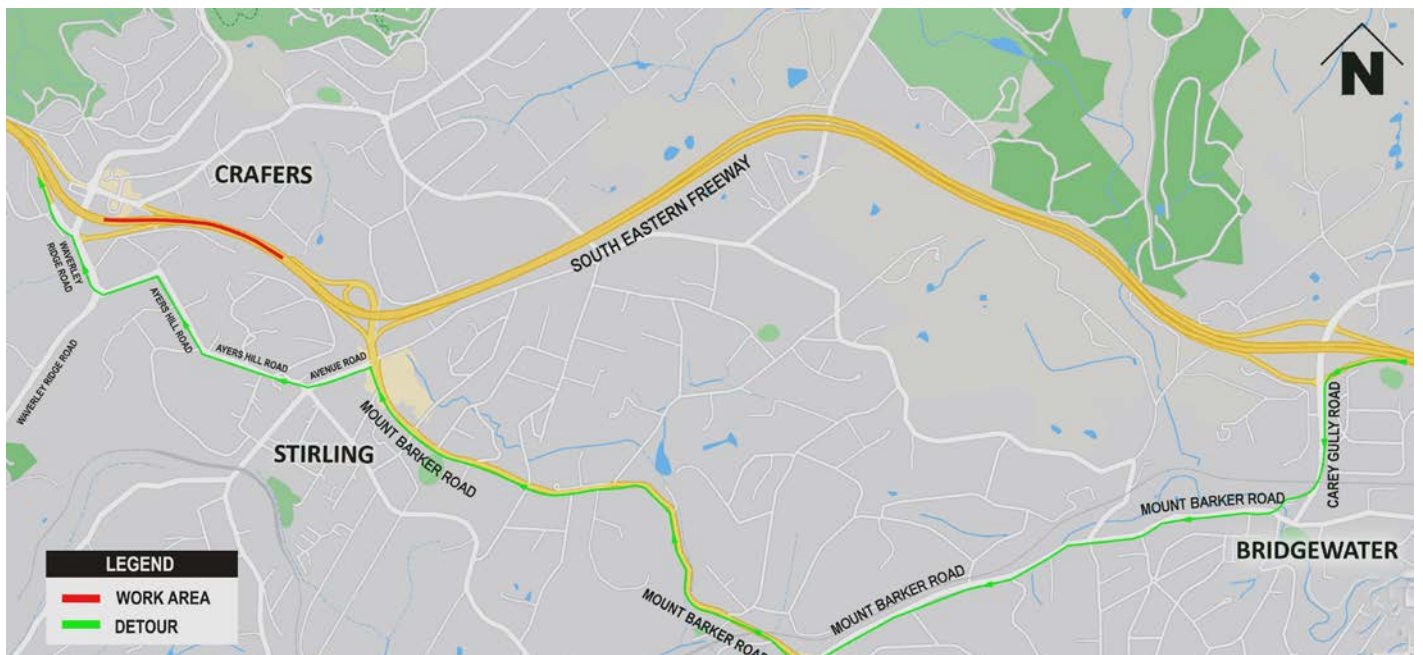 N
CRAFERS
SOUTH EASTERN FREEWAY
WAVERLEY
RIDGE ROAD
AYERS HILL ROAD
AYERS HILL ROAD
AVENUE ROAD
WAVERLEY RIDGE ROAD
STIRLING
MOUNT BARKER ROAD
CAREY GULLY ROAD
MOUNT BARKER ROAD
BRIDGEWATER
MOUNT BARKER ROAD
MOUNT BARKER ROAD
LEGEND
WORK AREA
DETOUR